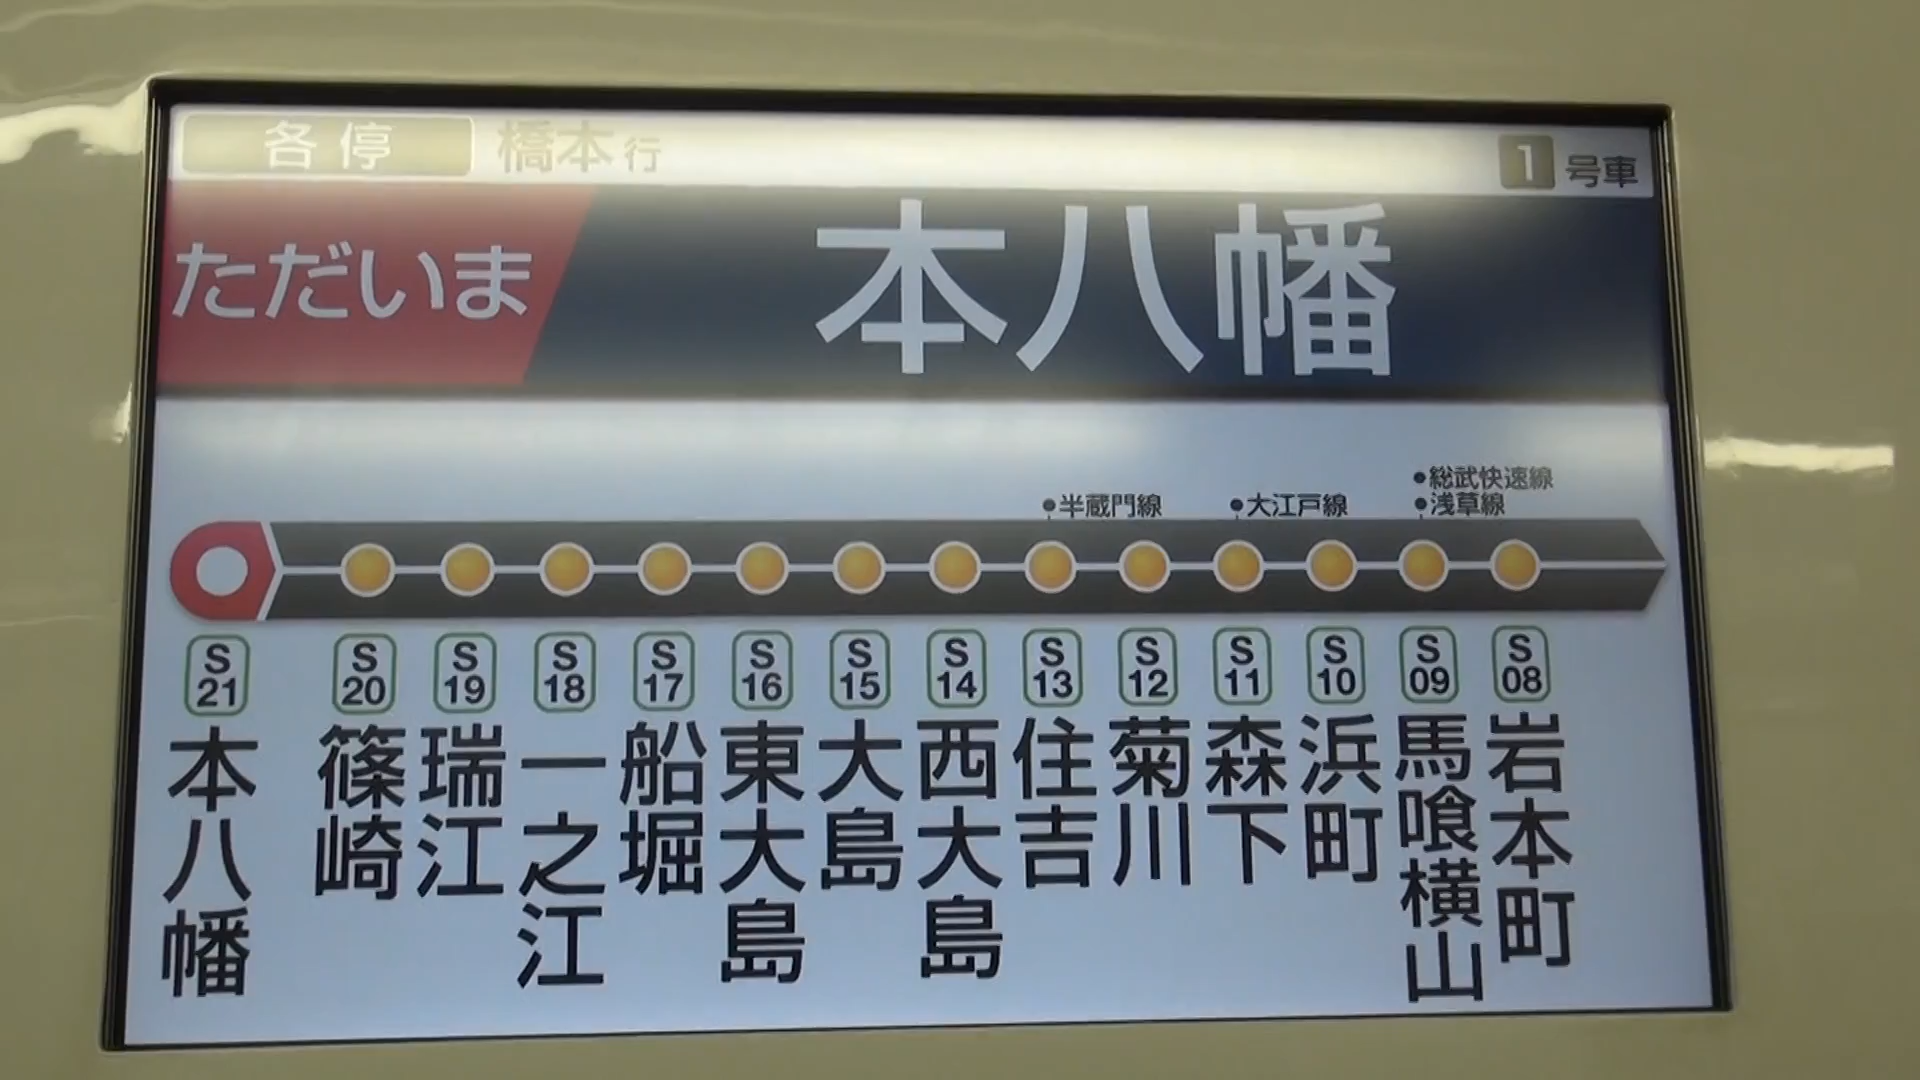 各停 橋本行 1号車
ただいま 本八幡
●総武快速線
●半蔵門線 ●大江戸線 ●浅草線
S21 S20 S19 S18 S17 S16 S15 S14 S13 S12 S11 S10 S09 S08
本八幡 篠崎 瑞江 一之江 船堀 東大島 大島 西大島 住吉 菊川 森下 浜町 馬喰横山 岩本町